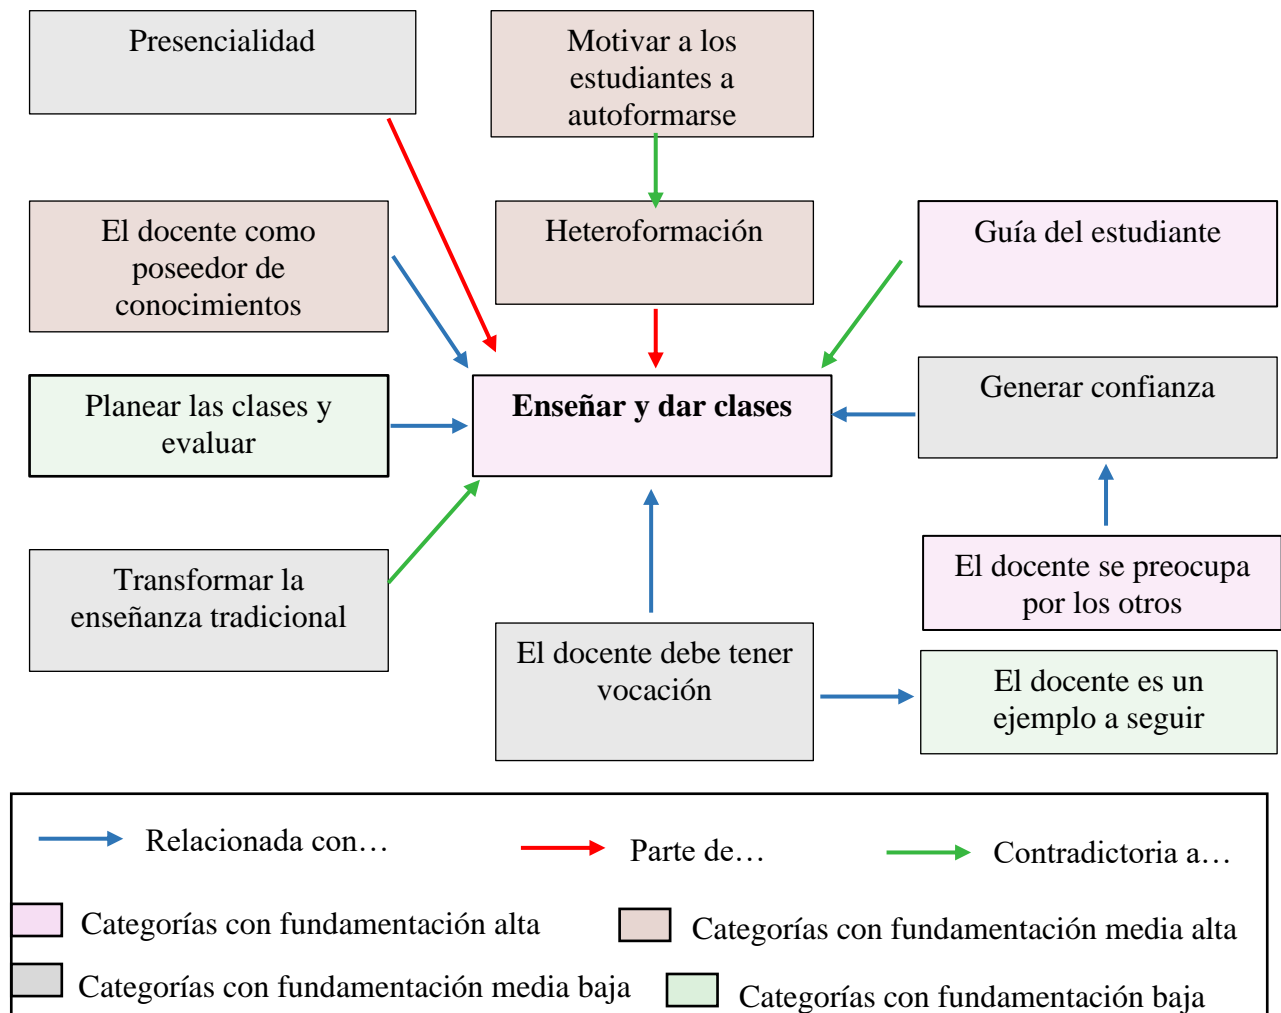 Presencialidad
Motivar a los
estudiantes a
autoformarse
El docente como
poseedor de
conocimientos
Heteroformación
Guía del estudiante
Planear las clases y
evaluar
Enseñar y dar clases
Generar confianza
Transformar la
enseñanza tradicional
El docente debe tener
vocación
El docente se preocupa
por los otros
El docente es un
ejemplo a seguir
Relacionada con…
Parte de…
Contradictoria a…
Categorías con fundamentación alta
Categorías con fundamentación media alta
Categorías con fundamentación media baja
Categorías con fundamentación baja